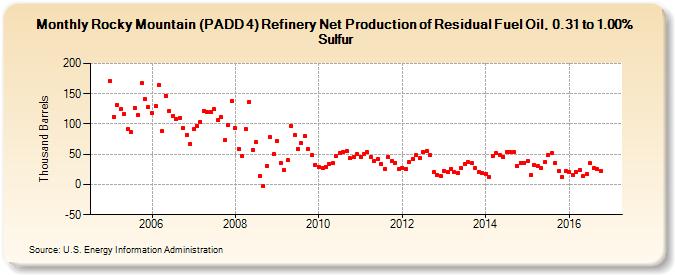 Monthly Rocky Mountain (PADD 4) Refinery Net Production of Residual Fuel Oil, 0.31 to 1.00%
Sulfur
Thousand Barrels
200
150
100
50
0
-50
2006 2008 2010 2012 2014 2016
Source: U.S. Energy Information Administration